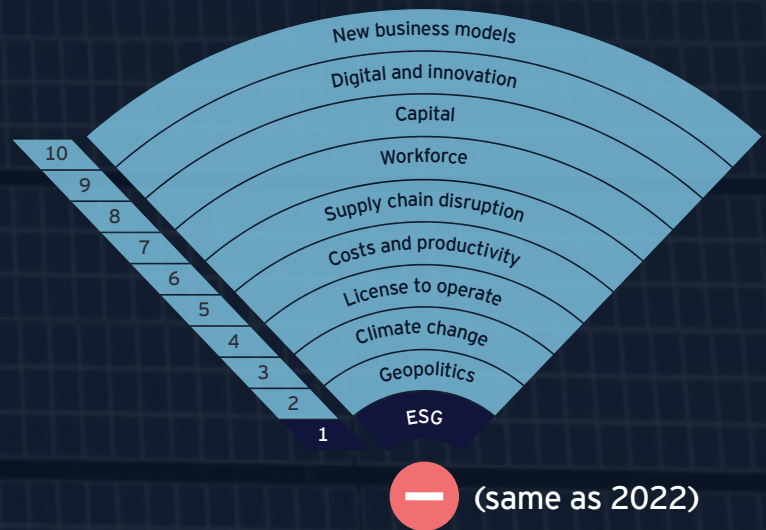 New business models
Digital and innovation
Capital
Workforce
Supply chain disruption
Costs and productivity
License to operate
Climate change
Geopolitics
ESG
10
9
8
7
6
5
4
3
2
1
(same as 2022)